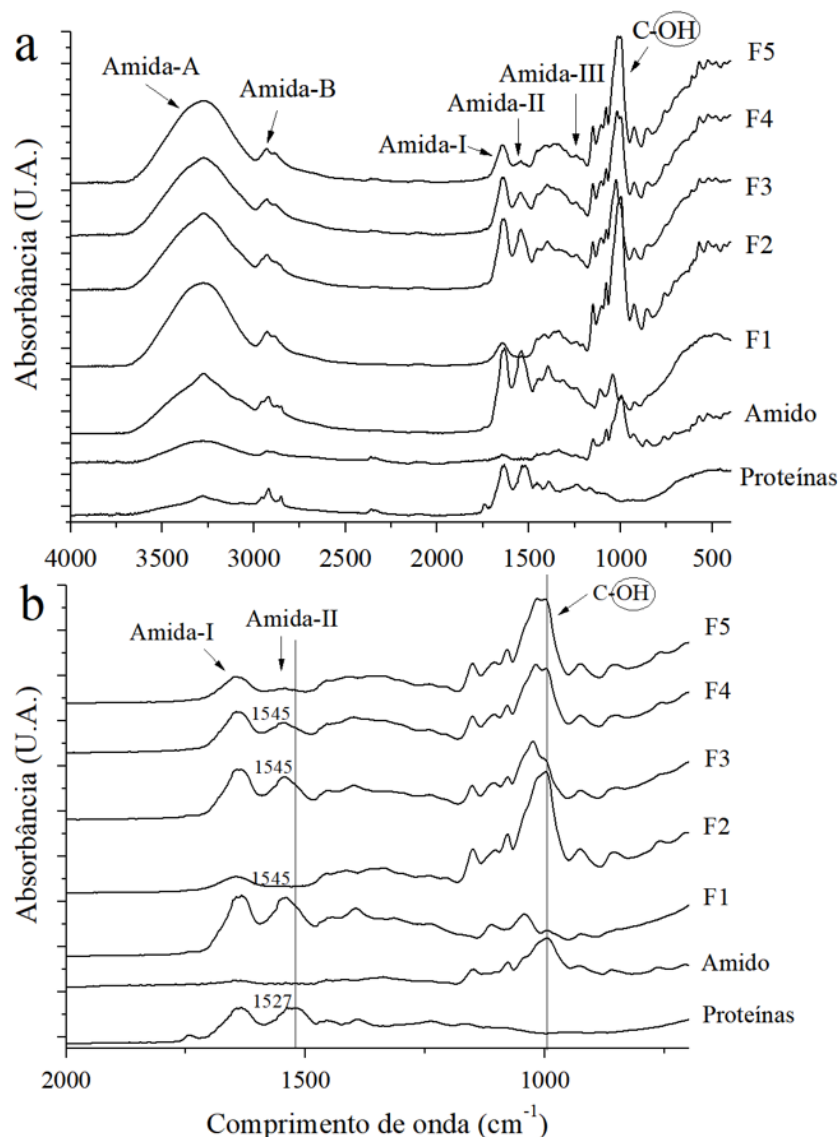 a
Amida-A
Amida-B
Amida-I
Amida-II
Amida-III
C-OH
F5
F4
F3
F2
F1
Amido
Proteínas
Absorbância (U.A.)
4000 3500 3000 2500 2000 1500 1000 500
b
Amida-I
Amida-II
C-OH
F5
F4
1545
F3
1545
F2
1545
F1
Amido
1527
Proteínas
Absorbância (U.A.)
2000 1500 1000
Comprimento de onda (cm⁻¹)